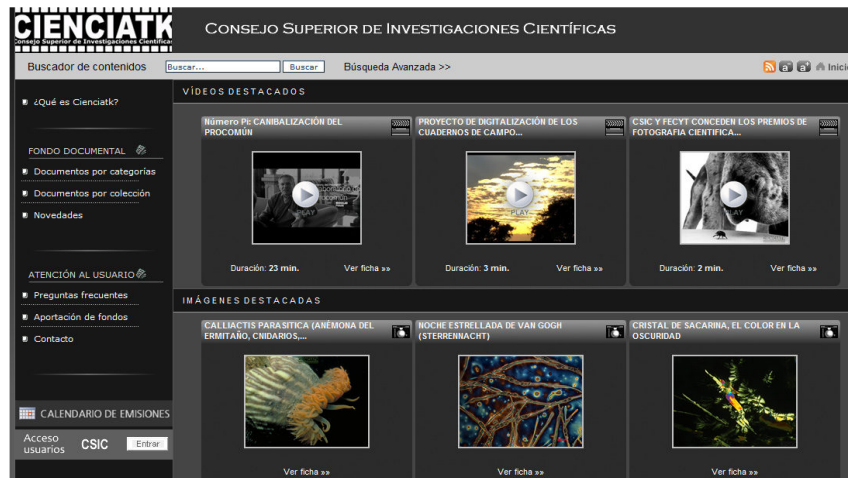 CIENCIATK
Consejo Superior de Investigaciones Científicas
CONSEJO SUPERIOR DE INVESTIGACIONES CIENTÍFICAS
Buscador de contenidos
Buscar...
Buscar
Búsqueda Avanzada >>
a
a
Inicio
¿Qué es Cienciatk?
FONDO DOCUMENTAL
Documentos por categorías
Documentos por colección
Novedades
ATENCIÓN AL USUARIO
Preguntas frecuentes
Aportación de fondos
Contacto
CALENDARIO DE EMISIONES
Acceso
usuarios
CSIC
Entrar
VÍDEOS DESTACADOS
Número Pi: CANIBALIZACIÓN DEL
PROCOMÚN
PLAY
Duración: 23 min.
Ver ficha »»
PROYECTO DE DIGITALIZACIÓN DE LOS
CUADERNOS DE CAMPO...
PLAY
Duración: 3 min.
Ver ficha »»
CSIC Y FECYT CONCEDEN LOS PREMIOS DE
FOTOGRAFIA CIENTIFICA...
PLAY
Duración: 2 min.
Ver ficha »»
IMÁGENES DESTACADAS
CALLIACTIS PARASITICA (ANÉMONA DEL
ERMITAÑO, CNIDARIOS,...
Ver ficha »»
NOCHE ESTRELLADA DE VAN GOGH
(STERRENNACHT)
Ver ficha »»
CRISTAL DE SACARINA, EL COLOR EN LA
OSCURIDAD
Ver ficha »»